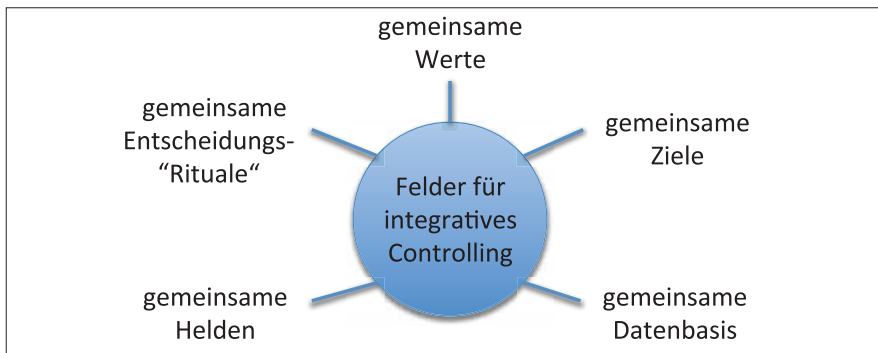 gemeinsame
Werte
gemeinsame
Entscheidungs-
“Rituale“
gemeinsame
Ziele
Felder für
integratives
Controlling
gemeinsame
Helden
gemeinsame
Datenbasis